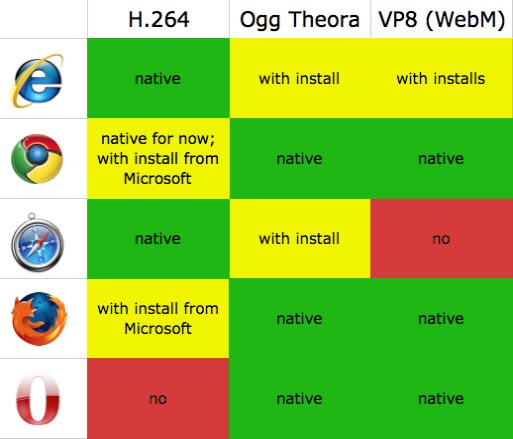 H.264 Ogg Theora VP8 (WebM)
native with install with installs
native for now;
with install from
Microsoft
native native
native with install no
with install from
Microsoft
native native
no native native